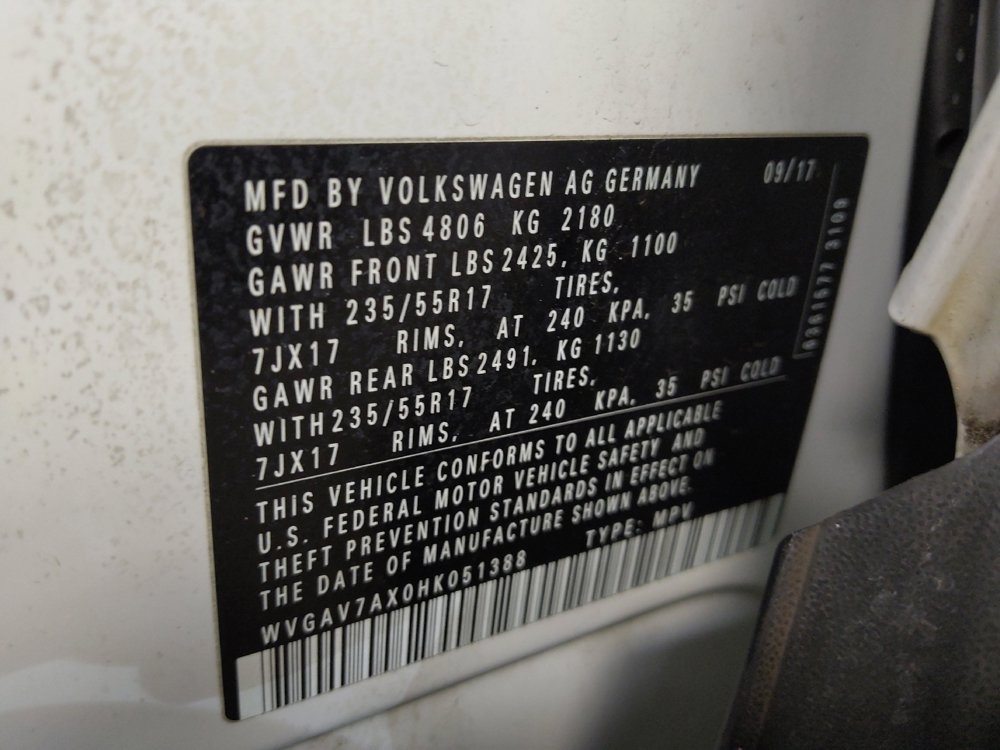 MFD BY VOLKSWAGEN AG GERMANY 09/17
GVWR LBS 4806 KG 2180
GAWR FRONT LBS 2425, KG 1100
WITH 235/55R17 TIRES,
7JX17 RIMS, AT 240 KPA, 35 PSI COLD
GAWR REAR LBS 2491, KG 1130
WITH 235/55R17 TIRES,
7JX17 RIMS, AT 240 KPA, 35 PSI COLD
THIS VEHICLE CONFORMS TO ALL APPLICABLE
U.S. FEDERAL MOTOR VEHICLE SAFETY AND
THEFT PREVENTION STANDARDS IN EFFECT ON
THE DATE OF MANUFACTURE SHOWN ABOVE.
WVGAV7AX0HK051388 TYPE: MPV